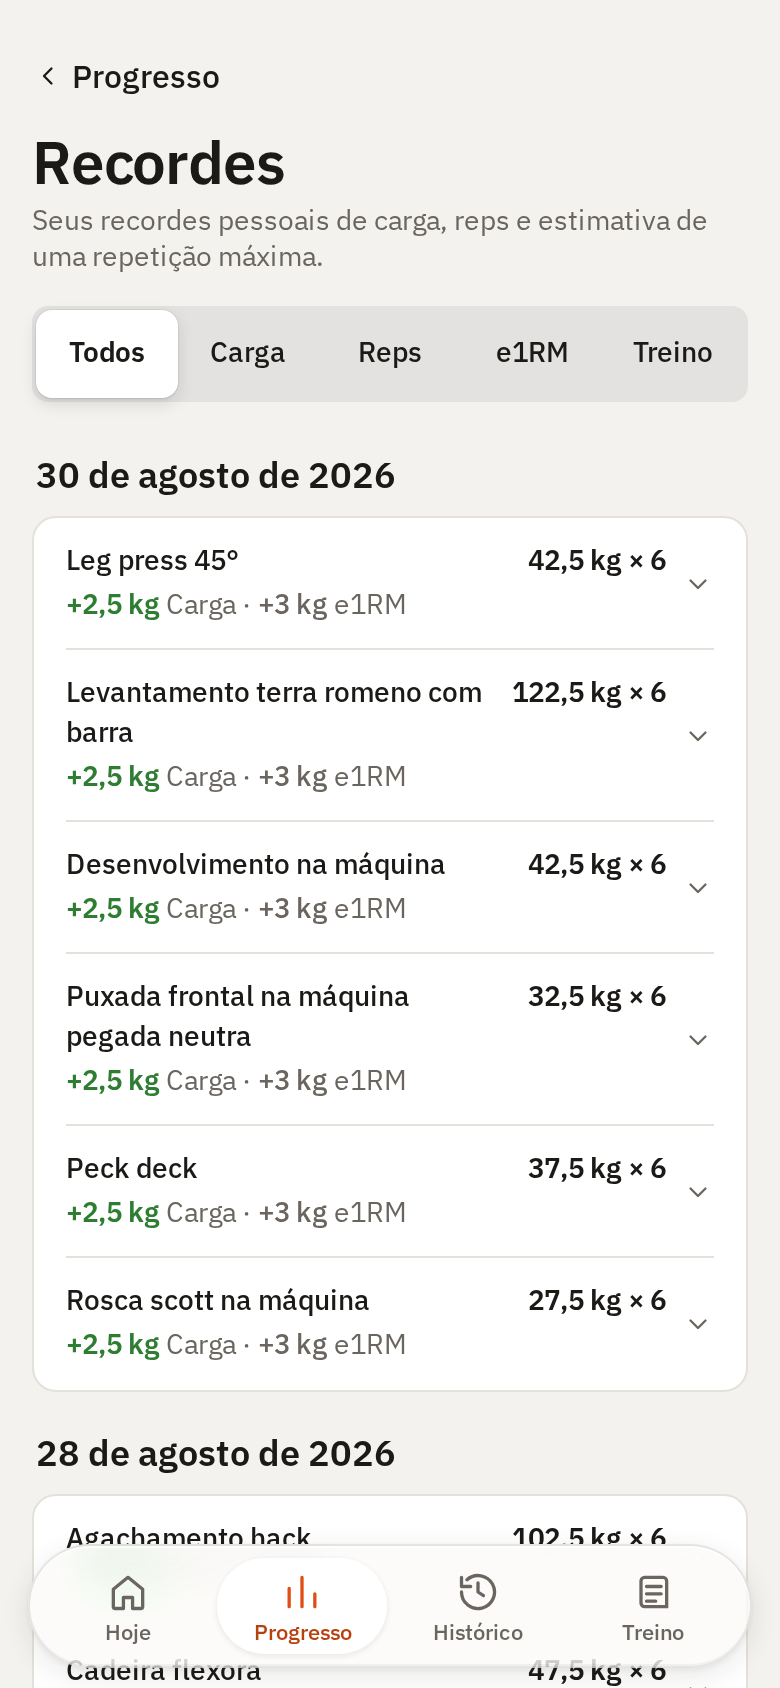 Progresso
Recordes
Seus recordes pessoais de carga, reps e estimativa de
uma repetição máxima.
Todos Carga Reps e1RM Treino
30 de agosto de 2026
Leg press 45° 42,5 kg × 6
+2,5 kg Carga · +3 kg e1RM
Levantamento terra romeno com 122,5 kg × 6
barra
+2,5 kg Carga · +3 kg e1RM
Desenvolvimento na máquina 42,5 kg × 6
+2,5 kg Carga · +3 kg e1RM
Puxada frontal na máquina 32,5 kg × 6
pegada neutra
+2,5 kg Carga · +3 kg e1RM
Peck deck 37,5 kg × 6
+2,5 kg Carga · +3 kg e1RM
Rosca scott na máquina 27,5 kg × 6
+2,5 kg Carga · +3 kg e1RM
28 de agosto de 2026
Agachamento back 102,5 kg × 6
Hoje Progresso Histórico Treino
Cadeira flexora 47,5 kg × 6